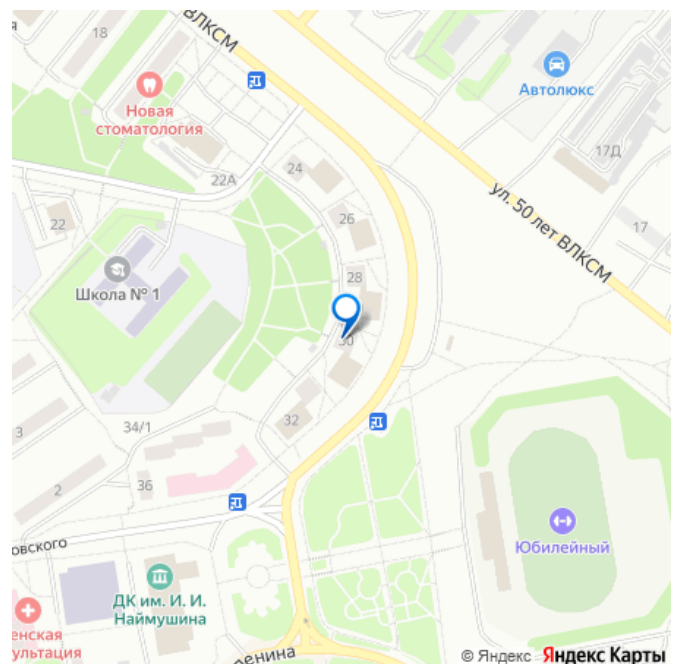 я
18
ВЛКСМ
Автолюкс
Новая
стоматология
17Д
24
22А
ул. 50 лет ВЛКСМ
26
22
17
28
Школа № 1
30
32
34/1
3
36
2
овского
Юбилейный
ДК им. И. И.
Наймушина
енская
ультация
ренина
© Яндекс Яндекс Карты